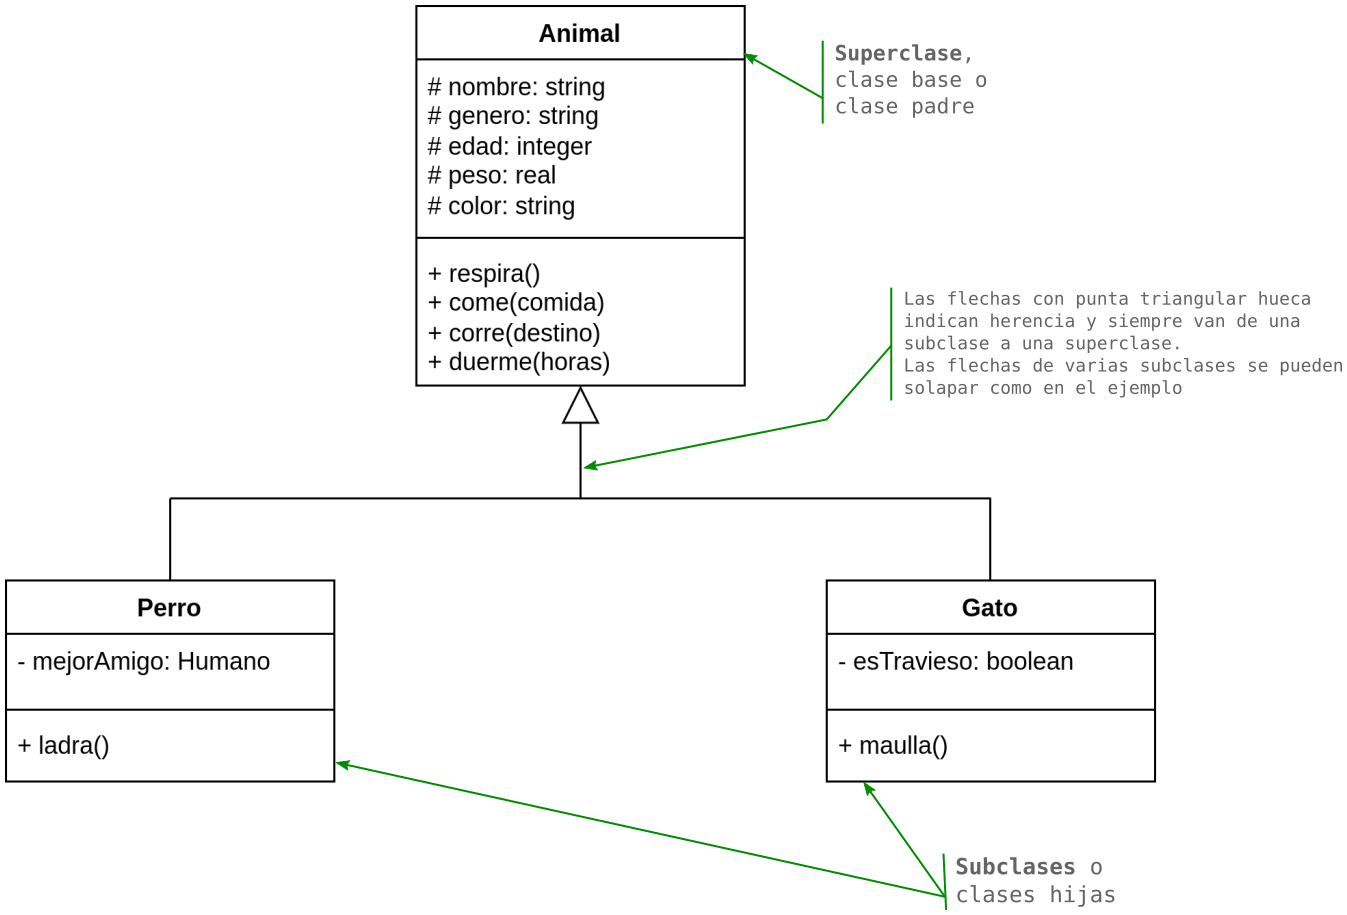 Animal
# nombre: string
# genero: string
# edad: integer
# peso: real
# color: string
+ respira()
+ come(comida)
+ corre(destino)
+ duerme(horas)
Superclase,
clase base o
clase padre
Las flechas con punta triangular hueca
indican herencia y siempre van de una
subclase a una superclase.
Las flechas de varias subclases se pueden
solapar como en el ejemplo
Perro
- mejorAmigo: Humano
+ ladra()
Gato
- esTravieso: boolean
+ maulla()
Subclases o
clases hijas